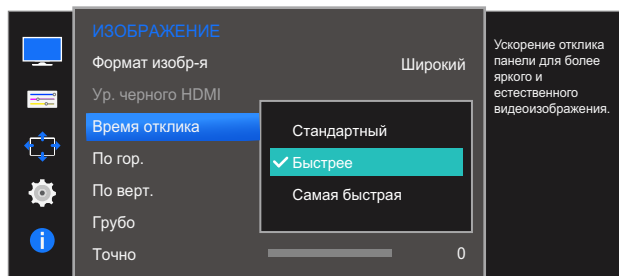 ИЗОБРАЖЕНИЕ
Формат изобр-я
Широкий
Ур. черного HDMI
Время отклика
По гор.
По верт.
Грубо
Точно
0
Стандартный
Быстрее
Самая быстрая
Ускорение отклика
панели для более
яркого и
естественного
видеоизображения.